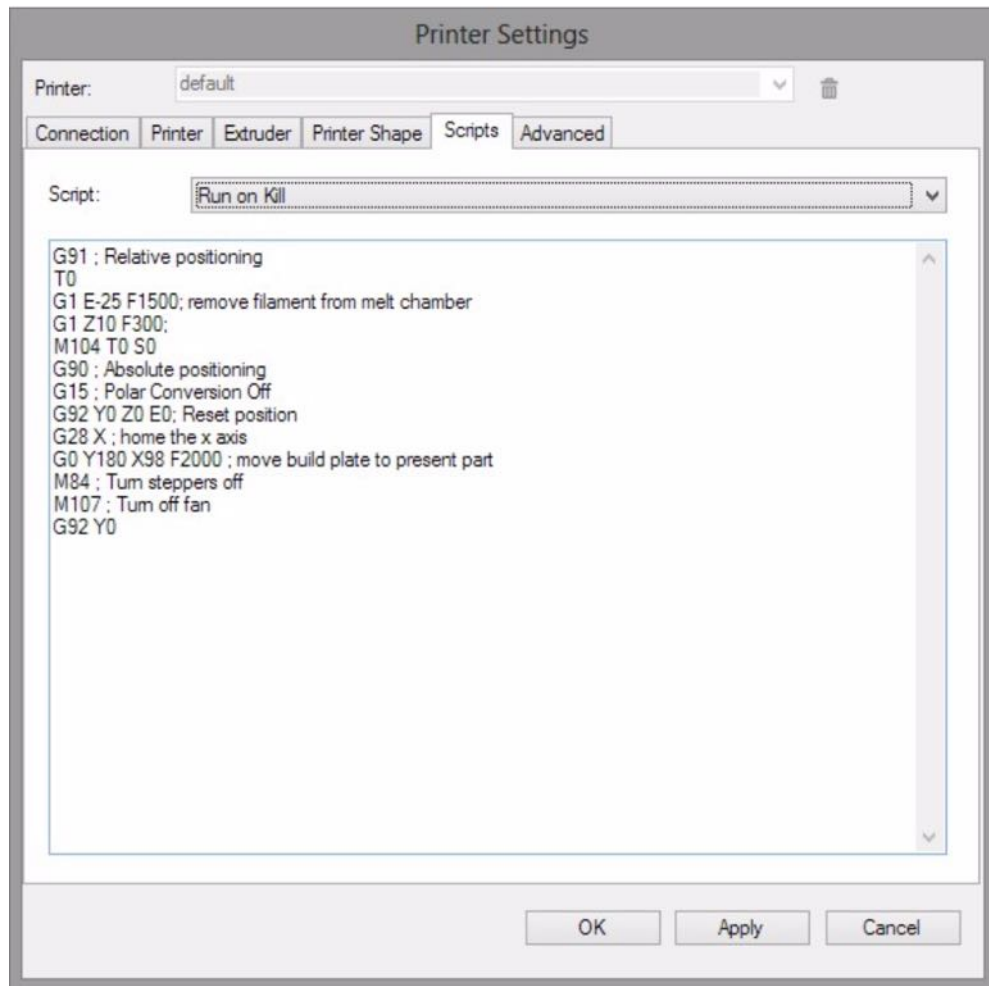 Printer Settings
Printer: default
Connection Printer Extruder Printer Shape Scripts Advanced
Script: Run on Kill
G91 ; Relative positioning
T0
G1 E-25 F1500; remove filament from melt chamber
G1 Z10 F300;
M104 T0 S0
G90 ; Absolute positioning
G15 ; Polar Conversion Off
G92 Y0 Z0 E0; Reset position
G28 X ; home the x axis
G0 Y180 X98 F2000 ; move build plate to present part
M84 ; Turn steppers off
M107 ; Turn off fan
G92 Y0
OK Apply Cancel